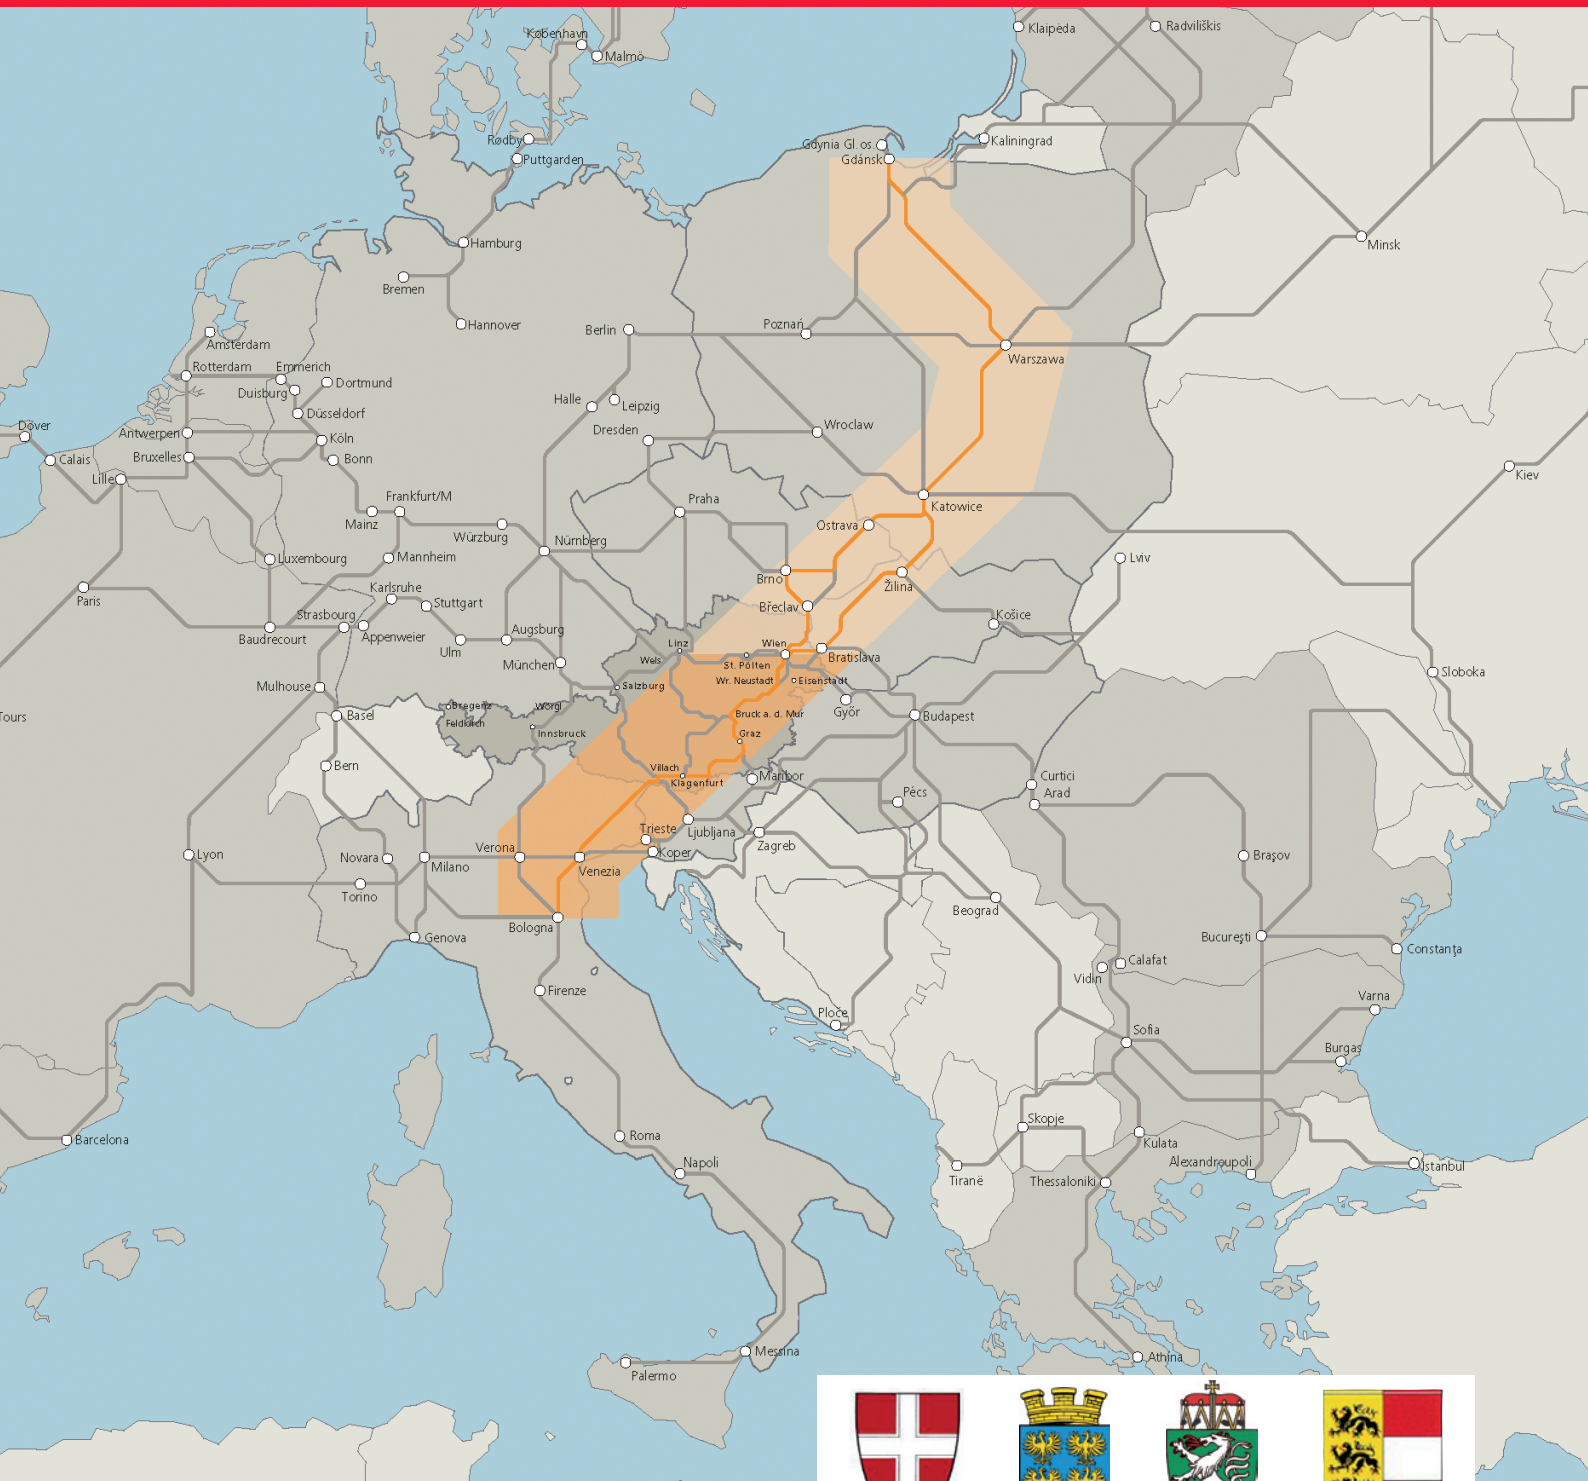 København
Malmö
Klaipėda
Radviliškis
Rødby
Puttgarden
Gdynia Gl. os.
Gdánsk
Kaliningrad
Hamburg
Minsk
Bremen
Hannover
Berlin
Poznań
Amsterdam
Warszawa
Rotterdam
Emmerich
Dortmund
Duisburg
Halle
Leipzig
Düsseldorf
Dover
Antwerpen
Köln
Dresden
Wroclaw
Calais
Bruxelles
Bonn
Lille
Kiev
Frankfurt/M
Praha
Katowice
Mainz
Würzburg
Nürnberg
Ostrava
Luxembourg
Mannheim
Lviv
Brno
Žilina
Karlsruhe
Paris
Stuttgart
Strasbourg
Břeclav
Košice
Baudrecourt
Appenweier
Augsburg
Ulm
Linz
Wien
München
Wels
St. Pölten
Bratislava
Sloboka
Mulhouse
Salzburg
Wr. Neustadt
Eisenstadt
Tours
Basel
Bregenz
Wörgl
Feldkirch
Innsbruck
Bruck a. d. Mur
Győr
Budapest
Graz
Bern
Villach
Klagenfurt
Maribor
Curtici
Arad
Pécs
Trieste
Ljubljana
Zagreb
Verona
Koper
Lyon
Novara
Milano
Venezia
Braşov
Torino
Beograd
Bologna
Genova
Bucureşti
Constanţa
Calafat
Vidin
Firenze
Varna
Ploče
Sofia
Burgas
Skopje
Barcelona
Roma
Kulata
Napoli
Alexandroupoli
Istanbul
Tiranë
Thessaloniki
Messina
Athina
Palermo